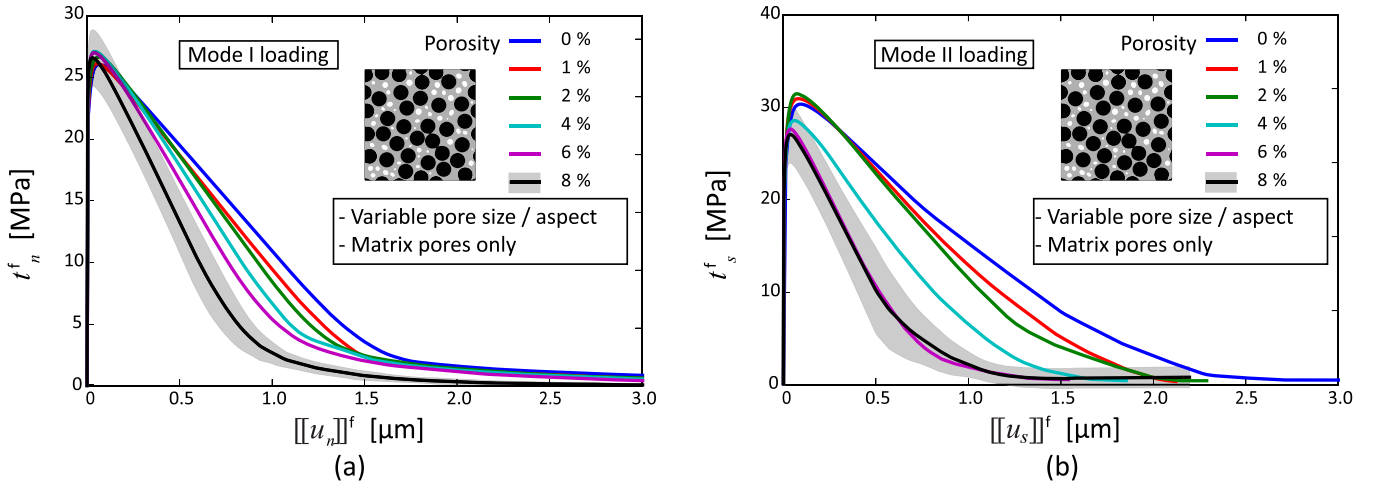 30
25
20
15
10
5
0
t^f_n [MPa]
Mode I loading
Porosity
0 %
1 %
2 %
4 %
6 %
8 %
- Variable pore size / aspect
- Matrix pores only
0 0.5 1.0 1.5 2.0 2.5 3.0
[[u_n]]^f [µm]
(a)
40
30
20
10
0
t^f_s [MPa]
Mode II loading
Porosity
0 %
1 %
2 %
4 %
6 %
8 %
- Variable pore size / aspect
- Matrix pores only
0 0.5 1.0 1.5 2.0 2.5 3.0
[[u_s]]^f [µm]
(b)